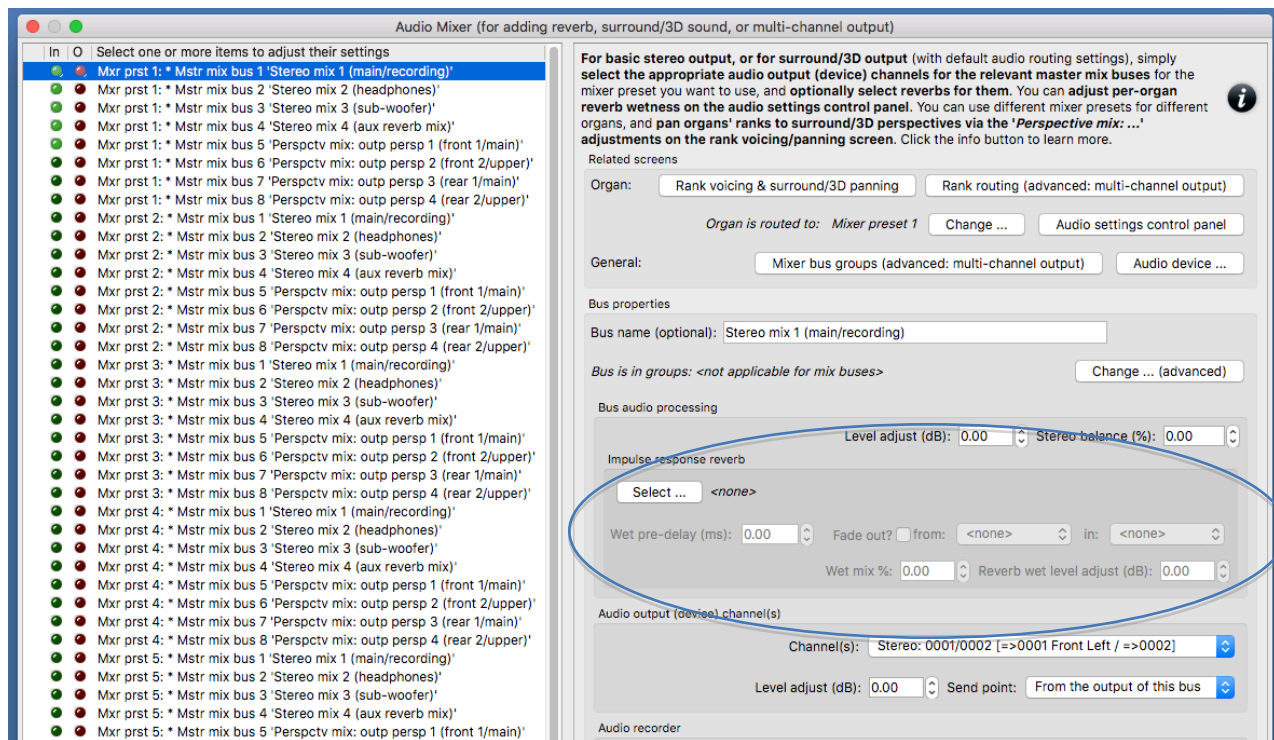 Audio Mixer (for adding reverb, surround/3D sound, or multi-channel output)
In O Select one or more items to adjust their settings
Mxr prst 1: * Mstr mix bus 1 'Stereo mix 1 (main/recording)'
Mxr prst 1: * Mstr mix bus 2 'Stereo mix 2 (headphones)'
Mxr prst 1: * Mstr mix bus 3 'Stereo mix 3 (sub-woofer)'
Mxr prst 1: * Mstr mix bus 4 'Stereo mix 4 (aux reverb mix)'
Mxr prst 1: * Mstr mix bus 5 'Perspctv mix: outp persp 1 (front 1/main)'
Mxr prst 1: * Mstr mix bus 6 'Perspctv mix: outp persp 2 (front 2/upper)'
Mxr prst 1: * Mstr mix bus 7 'Perspctv mix: outp persp 3 (rear 1/main)'
Mxr prst 1: * Mstr mix bus 8 'Perspctv mix: outp persp 4 (rear 2/upper)'
Mxr prst 2: * Mstr mix bus 1 'Stereo mix 1 (main/recording)'
Mxr prst 2: * Mstr mix bus 2 'Stereo mix 2 (headphones)'
Mxr prst 2: * Mstr mix bus 3 'Stereo mix 3 (sub-woofer)'
Mxr prst 2: * Mstr mix bus 4 'Stereo mix 4 (aux reverb mix)'
Mxr prst 2: * Mstr mix bus 5 'Perspctv mix: outp persp 1 (front 1/main)'
Mxr prst 2: * Mstr mix bus 6 'Perspctv mix: outp persp 2 (front 2/upper)'
Mxr prst 2: * Mstr mix bus 7 'Perspctv mix: outp persp 3 (rear 1/main)'
Mxr prst 2: * Mstr mix bus 8 'Perspctv mix: outp persp 4 (rear 2/upper)'
Mxr prst 3: * Mstr mix bus 1 'Stereo mix 1 (main/recording)'
Mxr prst 3: * Mstr mix bus 2 'Stereo mix 2 (headphones)'
Mxr prst 3: * Mstr mix bus 3 'Stereo mix 3 (sub-woofer)'
Mxr prst 3: * Mstr mix bus 4 'Stereo mix 4 (aux reverb mix)'
Mxr prst 3: * Mstr mix bus 5 'Perspctv mix: outp persp 1 (front 1/main)'
Mxr prst 3: * Mstr mix bus 6 'Perspctv mix: outp persp 2 (front 2/upper)'
Mxr prst 3: * Mstr mix bus 7 'Perspctv mix: outp persp 3 (rear 1/main)'
Mxr prst 3: * Mstr mix bus 8 'Perspctv mix: outp persp 4 (rear 2/upper)'
Mxr prst 4: * Mstr mix bus 1 'Stereo mix 1 (main/recording)'
Mxr prst 4: * Mstr mix bus 2 'Stereo mix 2 (headphones)'
Mxr prst 4: * Mstr mix bus 3 'Stereo mix 3 (sub-woofer)'
Mxr prst 4: * Mstr mix bus 4 'Stereo mix 4 (aux reverb mix)'
Mxr prst 4: * Mstr mix bus 5 'Perspctv mix: outp persp 1 (front 1/main)'
Mxr prst 4: * Mstr mix bus 6 'Perspctv mix: outp persp 2 (front 2/upper)'
Mxr prst 4: * Mstr mix bus 7 'Perspctv mix: outp persp 3 (rear 1/main)'
Mxr prst 4: * Mstr mix bus 8 'Perspctv mix: outp persp 4 (rear 2/upper)'
Mxr prst 5: * Mstr mix bus 1 'Stereo mix 1 (main/recording)'
Mxr prst 5: * Mstr mix bus 2 'Stereo mix 2 (headphones)'
Mxr prst 5: * Mstr mix bus 3 'Stereo mix 3 (sub-woofer)'
Mxr prst 5: * Mstr mix bus 4 'Stereo mix 4 (aux reverb mix)'
Mxr prst 5: * Mstr mix bus 5 'Perspctv mix: outp persp 1 (front 1/main)'
For basic stereo output, or for surround/3D output (with default audio routing settings), simply
select the appropriate audio output (device) channels for the relevant master mix buses for the
mixer preset you want to use, and optionally select reverbs for them. You can adjust per-organ
reverb wetness on the audio settings control panel. You can use different mixer presets for different
organs, and pan organs' ranks to surround/3D perspectives via the 'Perspective mix: ...'
adjustments on the rank voicing/panning screen. Click the info button to learn more.
i
Related screens
Organ: Rank voicing & surround/3D panning Rank routing (advanced: multi-channel output)
Organ is routed to: Mixer preset 1 Change ... Audio settings control panel
General: Mixer bus groups (advanced: multi-channel output) Audio device ...
Bus properties
Bus name (optional): Stereo mix 1 (main/recording)
Bus is in groups: <not applicable for mix buses> Change ... (advanced)
Bus audio processing
Level adjust (dB): 0.00 Stereo balance (%): 0.00
Impulse response reverb
Select ... <none>
Wet pre-delay (ms): 0.00 Fade out? from: <none> in: <none>
Wet mix %: 0.00 Reverb wet level adjust (dB): 0.00
Audio output (device) channel(s)
Channel(s): Stereo: 0001/0002 [=>0001 Front Left / =>0002]
Level adjust (dB): 0.00 Send point: From the output of this bus
Audio recorder